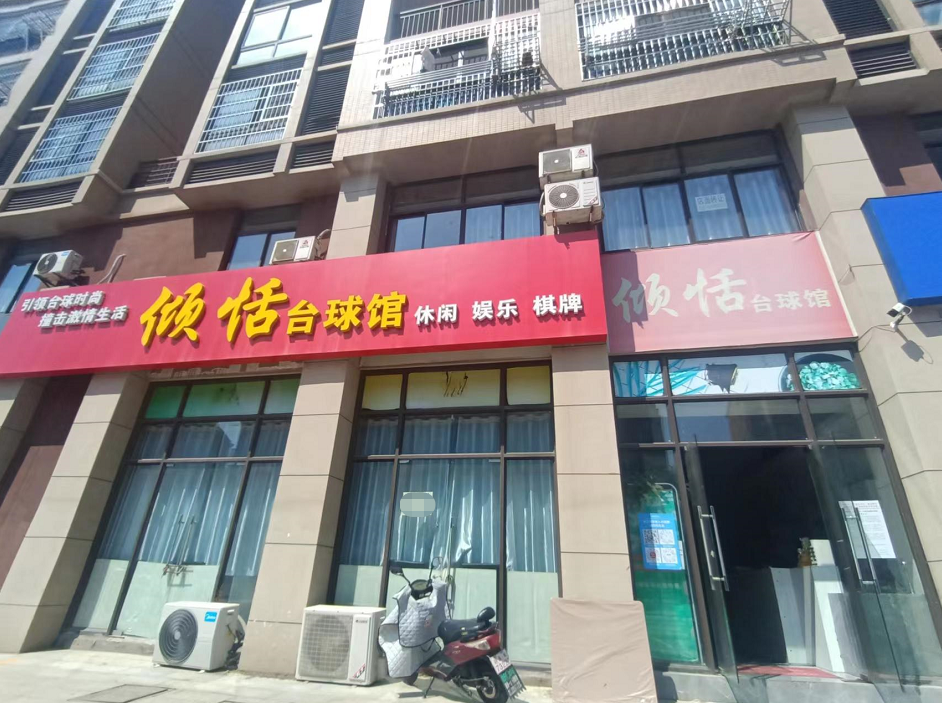 引领台球时尚
撞击激情生活
倾恬台球馆
休闲 娱乐 棋牌
倾恬台球馆